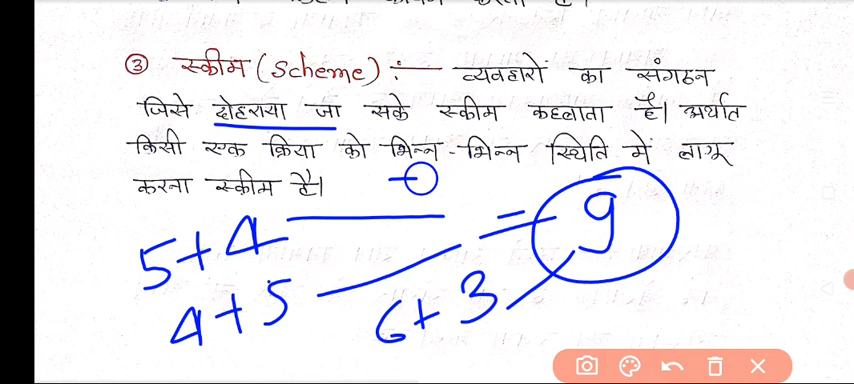 ③ स्कीम (Scheme) :— व्यवहारो का संगठन
जिसे दोहराया जा सके स्कीम कहलाता है। अर्थात
किसी एक क्रिया को भिन्न-भिन्न स्थिति में लागू
करना स्कीम है।
5+4 = 9
4+5
6+3